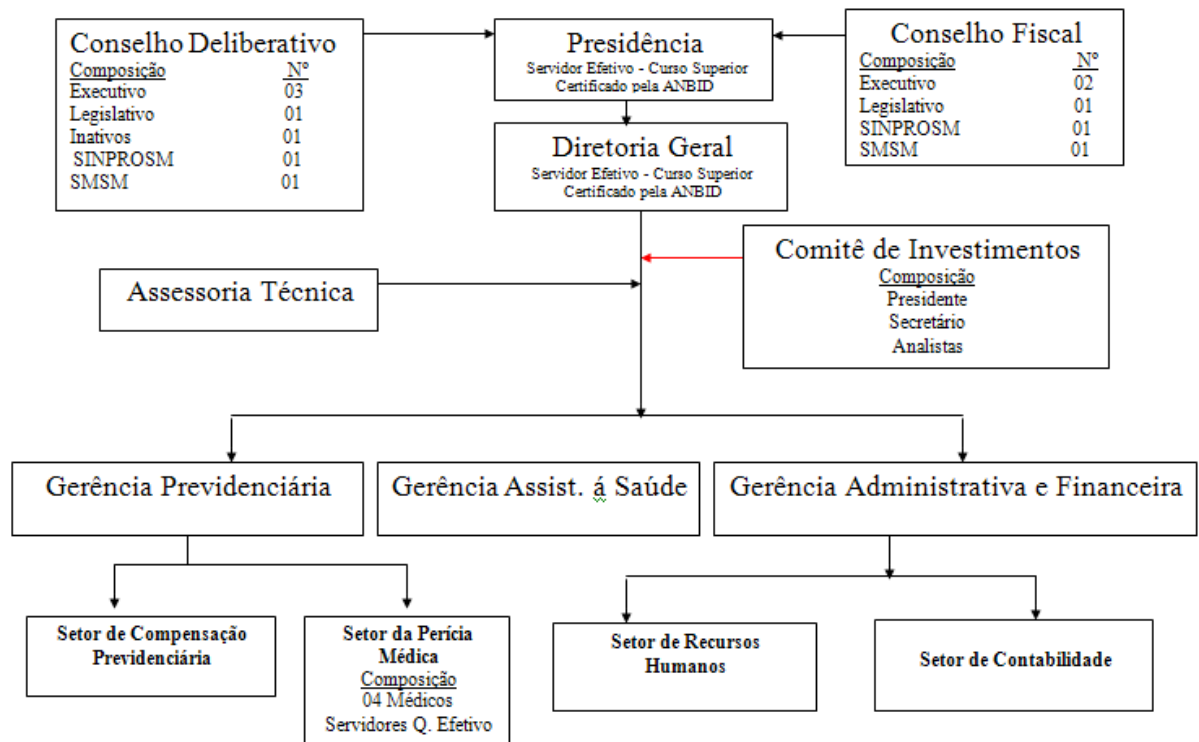 Conselho Deliberativo
Composição Nº
Executivo 03
Legislativo 01
Inativos 01
SINPROSM 01
SMSM 01
Presidência
Servidor Efetivo - Curso Superior
Certificado pela ANBID
Conselho Fiscal
Composição Nº
Executivo 02
Legislativo 01
SINPROSM 01
SMSM 01
Diretoria Geral
Servidor Efetivo - Curso Superior
Certificado pela ANBID
Assessoria Técnica
Comitê de Investimentos
Composição
Presidente
Secretário
Analistas
Gerência Previdenciária
Gerência Assist. á Saúde
Gerência Administrativa e Financeira
Setor de Compensação
Previdenciária
Setor da Perícia
Médica
Composição
04 Médicos
Servidores Q. Efetivo
Setor de Recursos
Humanos
Setor de Contabilidade